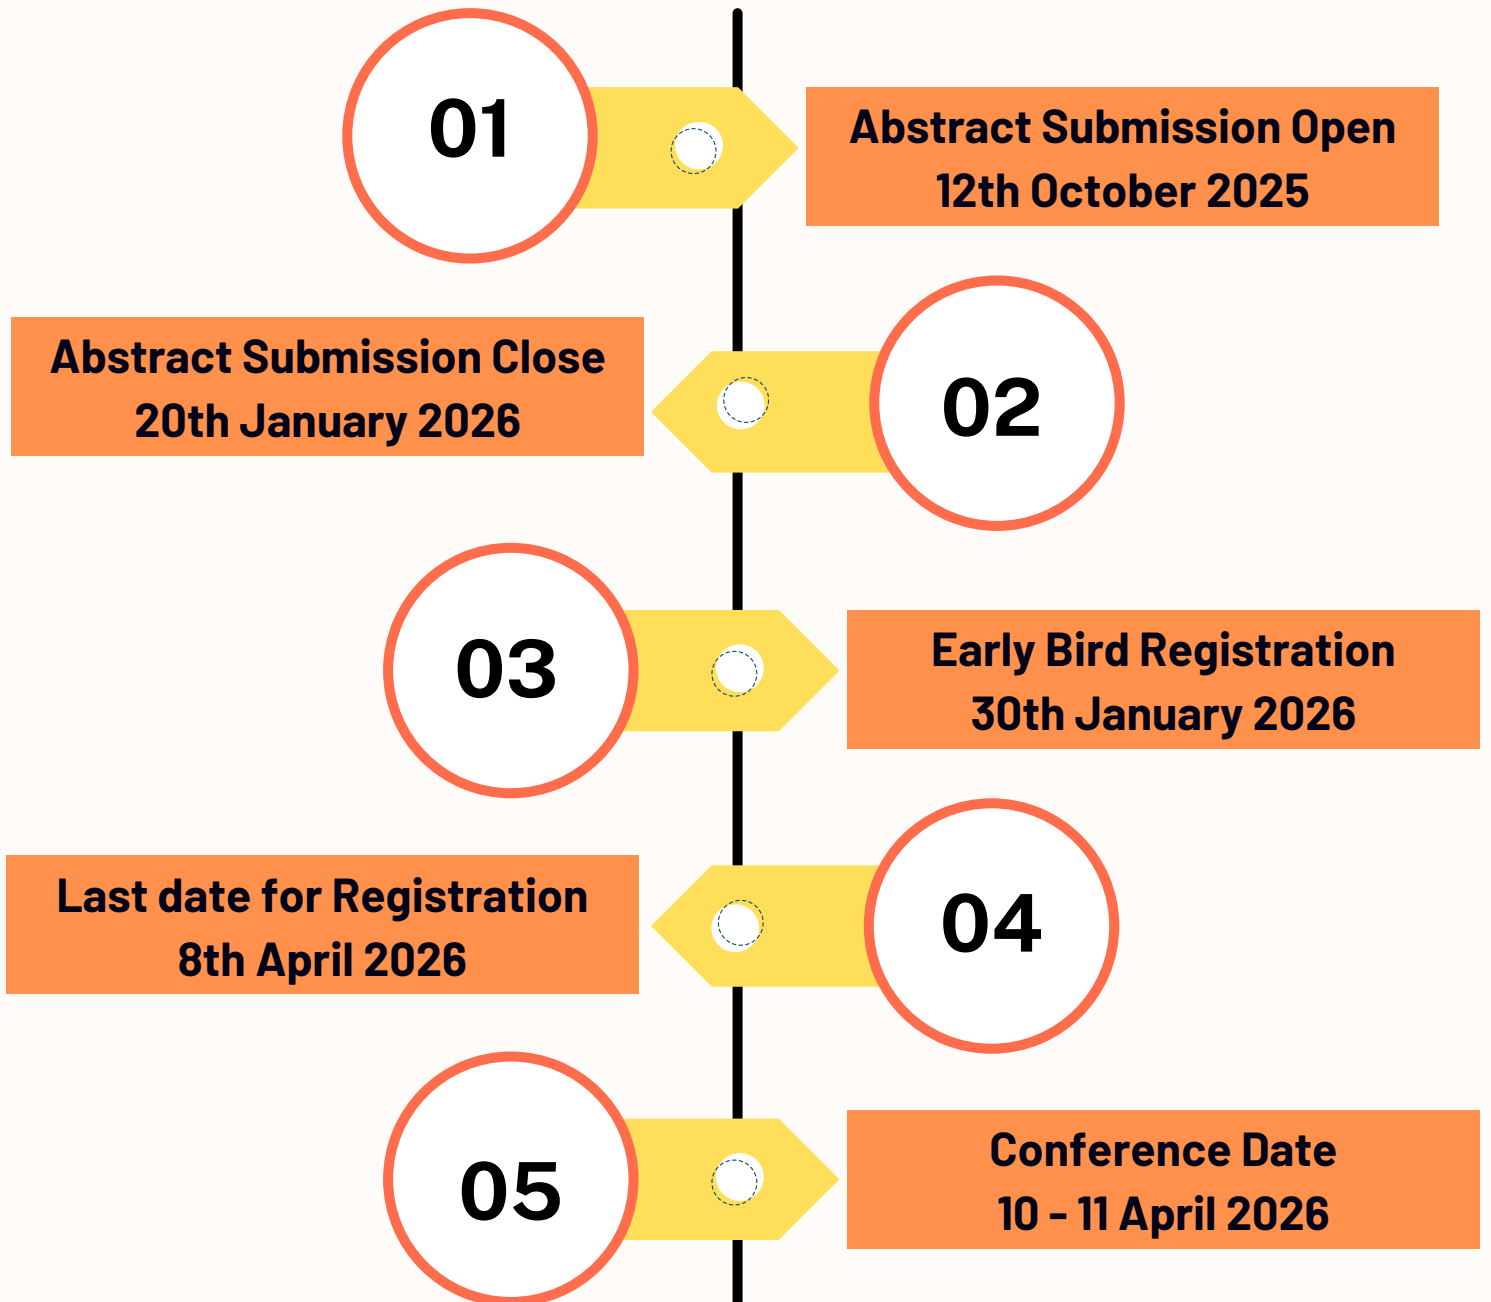 01
Abstract Submission Open
12th October 2025
Abstract Submission Close
20th January 2026
02
03
Early Bird Registration
30th January 2026
Last date for Registration
8th April 2026
04
05
Conference Date
10 - 11 April 2026